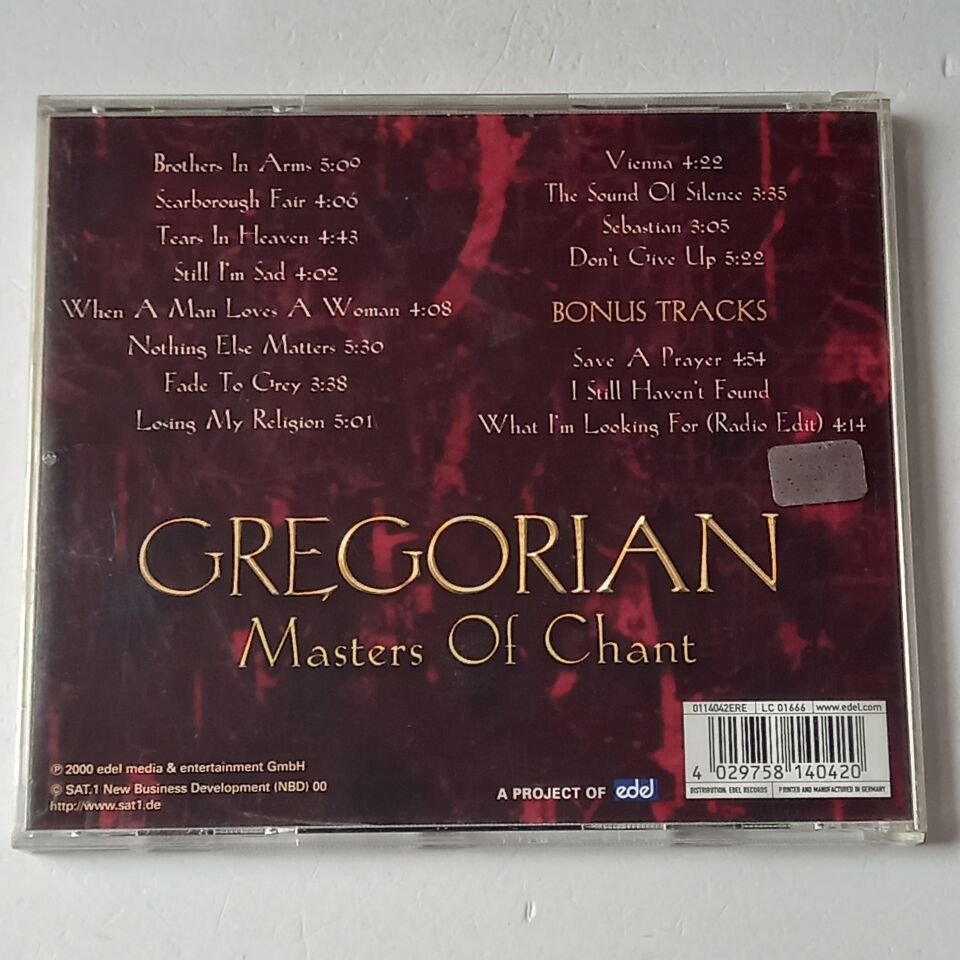 Brothers In Arms 5:09
Scarborough Fair 4:06
Tears In Heaven 4:43
Still I'm Sad 4:02
When A Man Loves A Woman 4:08
Nothing Else Matters 5:30
Fade To Grey 3:38
Losing My Religion 5:01
Vienna 4:22
The Sound Of Silence 3:35
Sebastian 3:05
Don't Give Up 5:22
BONUS TRACKS
Save A Prayer 4:54
I Still Haven't Found
What I'm Looking For (Radio Edit) 4:14
GREGORIAN
Masters Of Chant
℗ 2000 edel media & entertainment GmbH
© SAT.1 New Business Development (NBD) 00
http://www.sat1.de
A PROJECT OF edel
0114042ERE LC 01666 www.edel.com
4 029758 140420
DISTRIBUTION: EDEL RECORDS PRINTED AND MANUFACTURED IN GERMANY